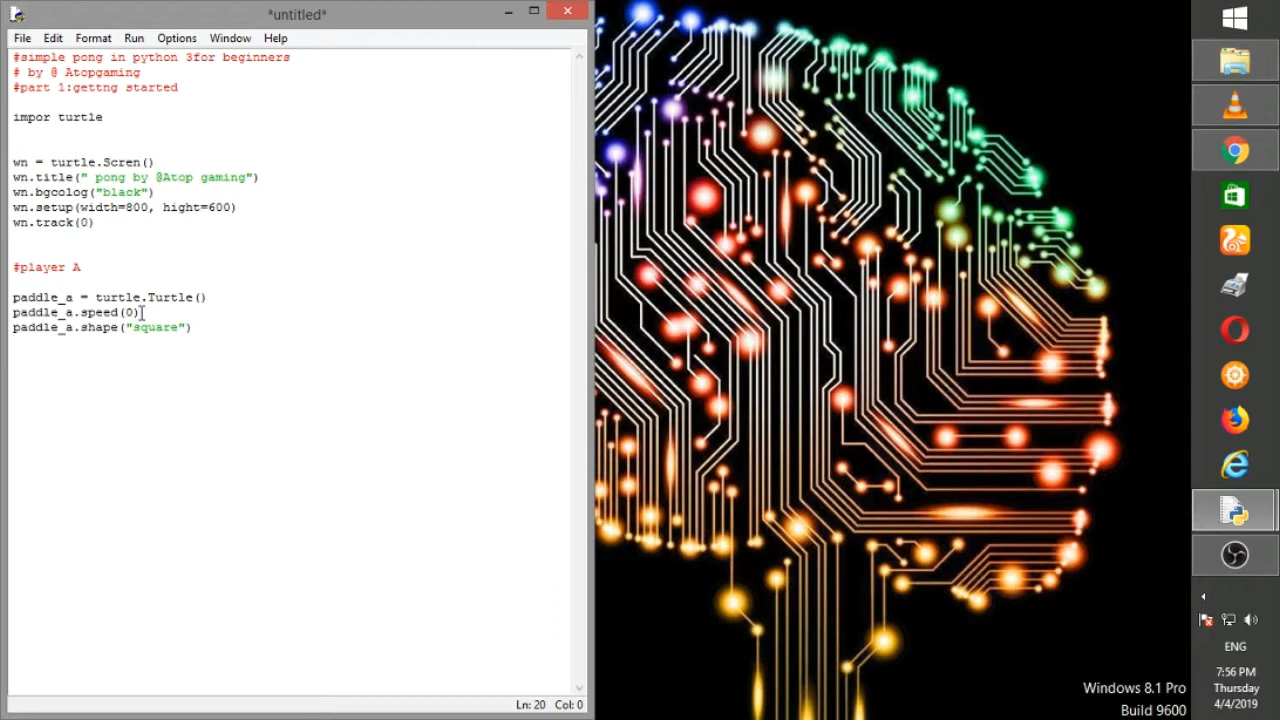 *untitled*
File Edit Format Run Options Window Help
#simple pong in python 3for beginners
# by @ Atopgaming
#part 1:gettng started
impor turtle
wn = turtle.Scren()
wn.title(" pong by @Atop gaming")
wn.bgcolog("black")
wn.setup(width=800, hight=600)
wn.track(0)
#player A
paddle_a = turtle.Turtle()
paddle_a.speed(0)
paddle_a.shape("square")
Ln: 20 Col: 0
Windows 8.1 Pro
Build 9600
ENG
7:56 PM
Thursday
4/4/2019